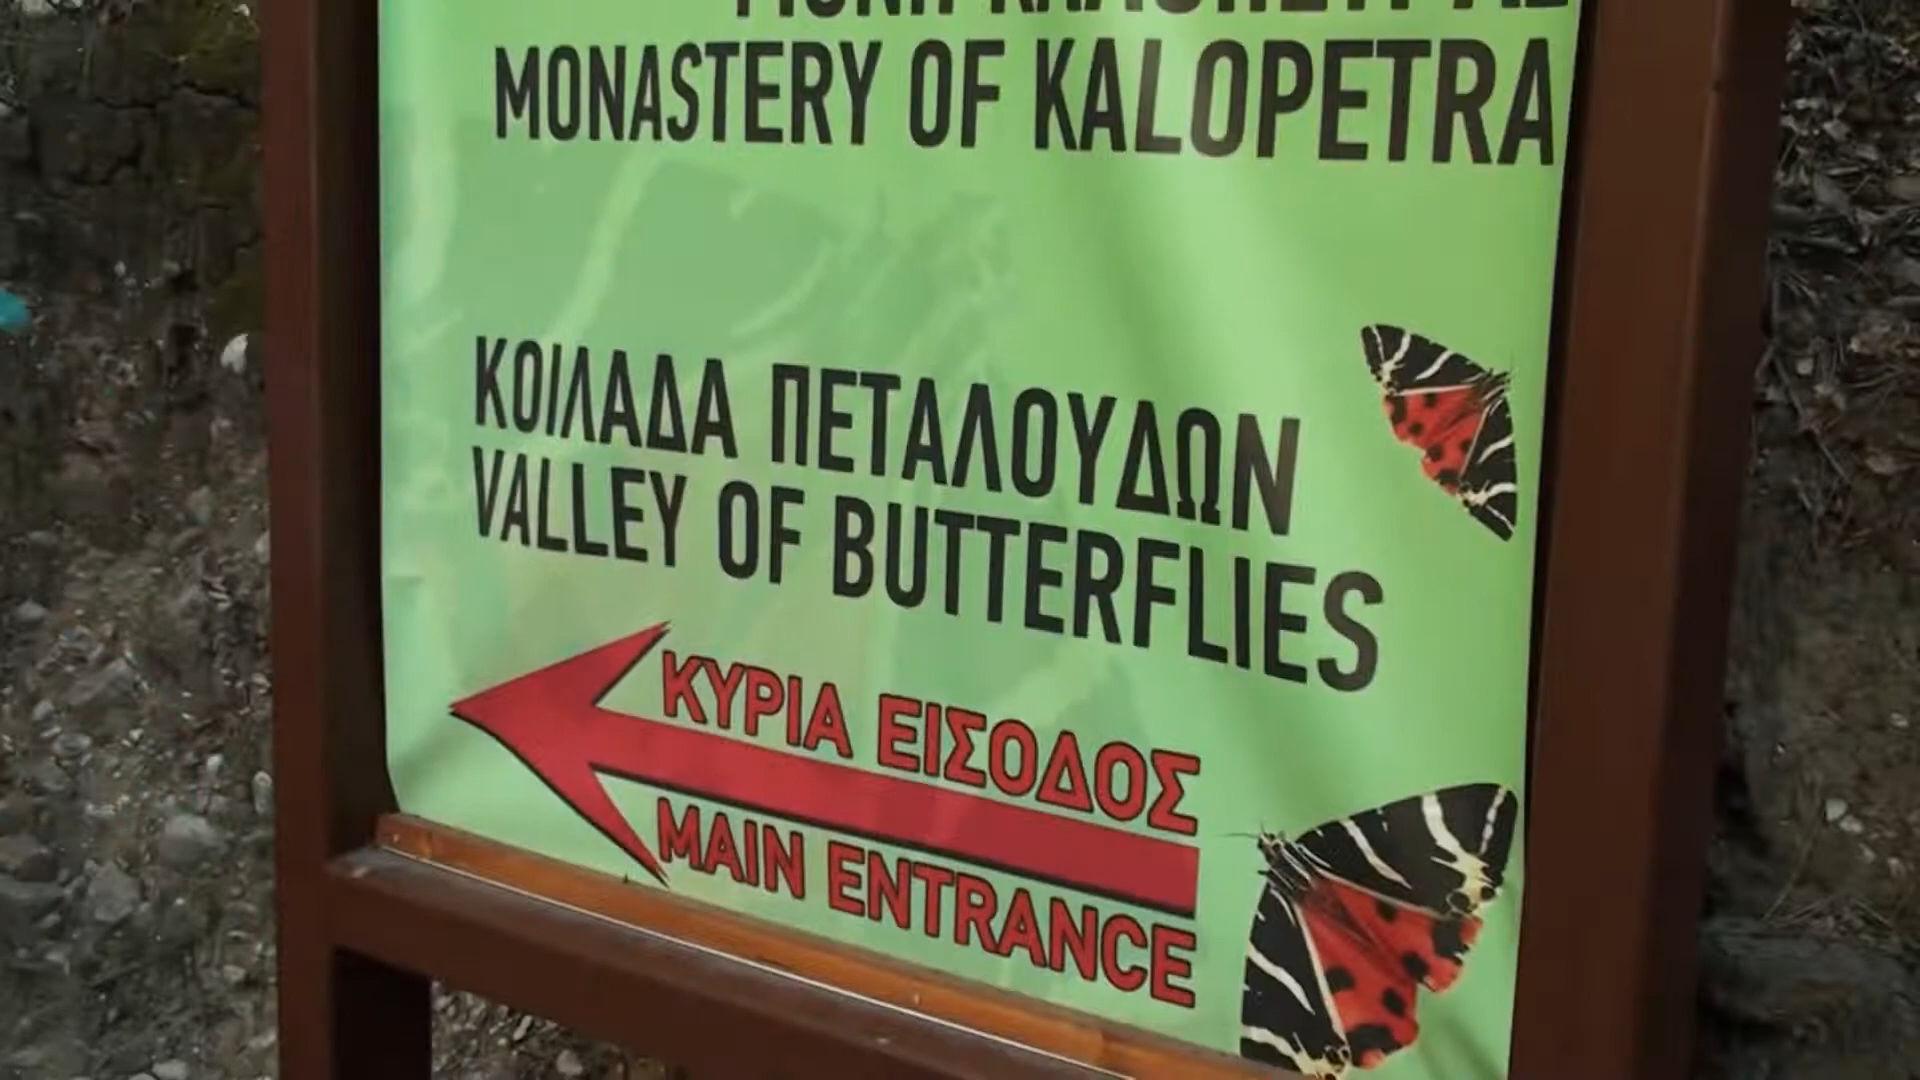 MONASTERY OF KALOPETRA
ΚΟΙΛΑΔΑ ΠΕΤΑΛΟΥΔΩΝ
VALLEY OF BUTTERFLIES
ΚΥΡΙΑ ΕΙΣΟΔΟΣ
MAIN ENTRANCE